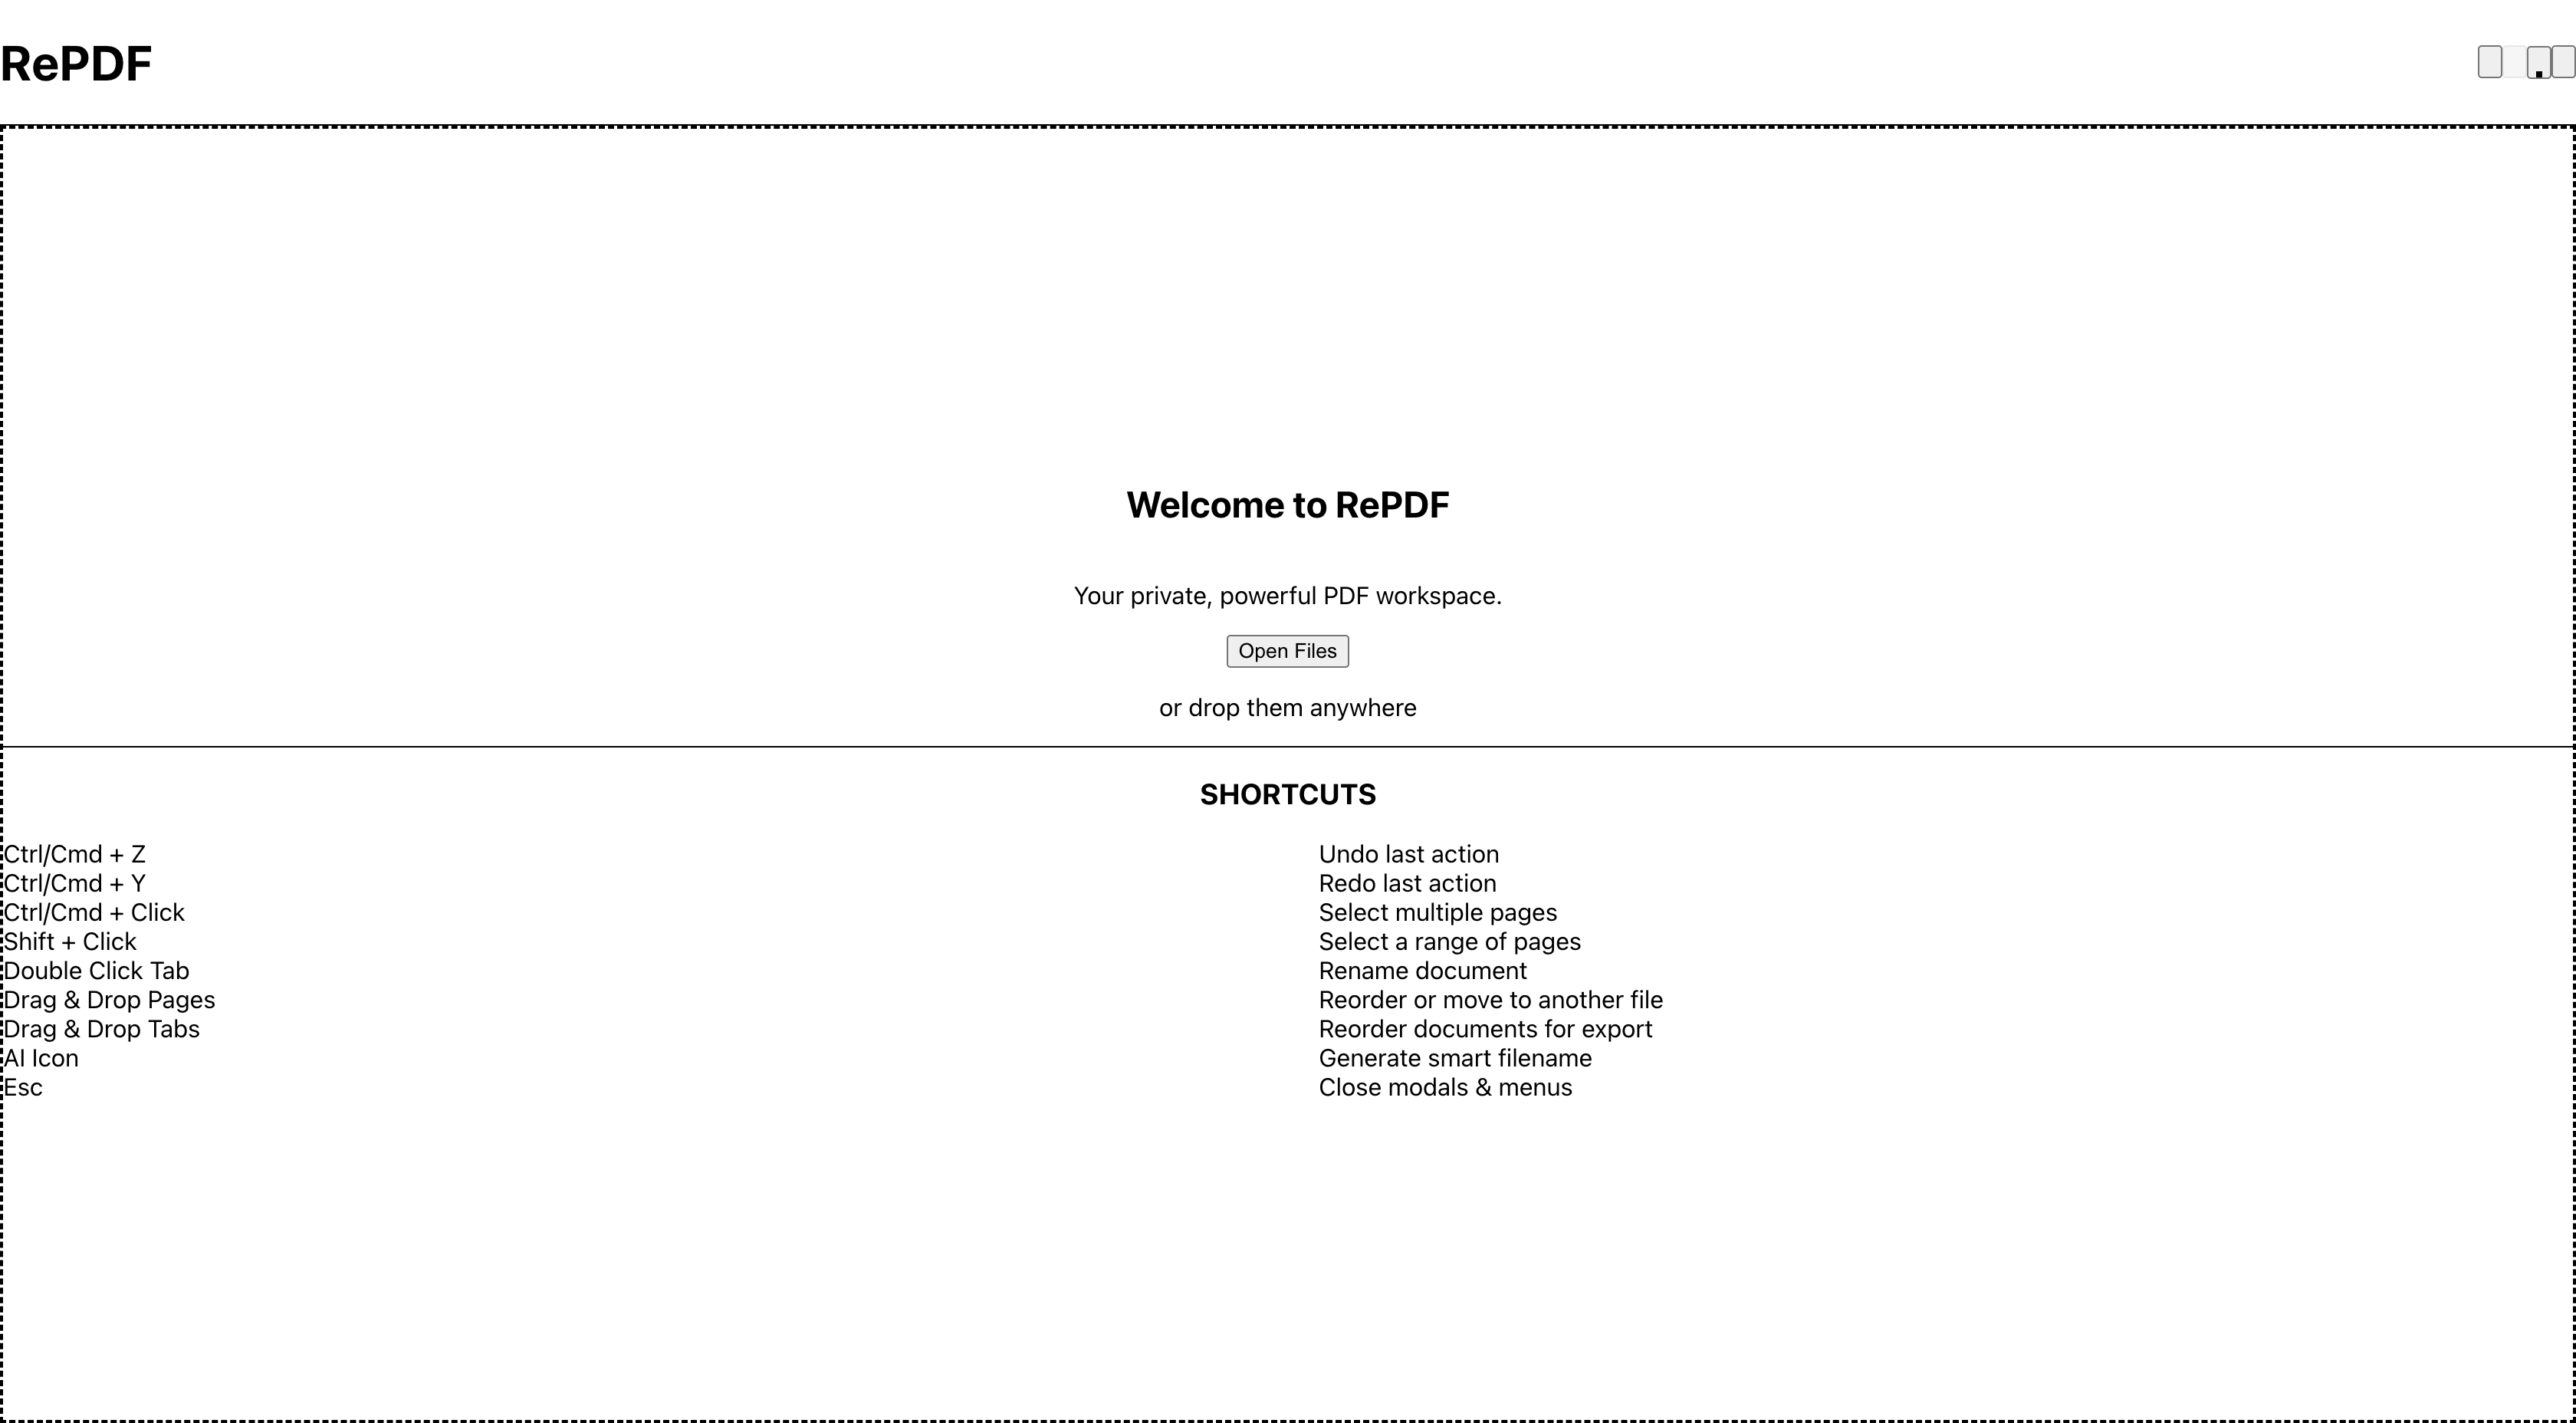 RePDF
Welcome to RePDF
Your private, powerful PDF workspace.
Open Files
or drop them anywhere
SHORTCUTS
Ctrl/Cmd + Z Undo last action
Ctrl/Cmd + Y Redo last action
Ctrl/Cmd + Click Select multiple pages
Shift + Click Select a range of pages
Double Click Tab Rename document
Drag & Drop Pages Reorder or move to another file
Drag & Drop Tabs Reorder documents for export
AI Icon Generate smart filename
Esc Close modals & menus